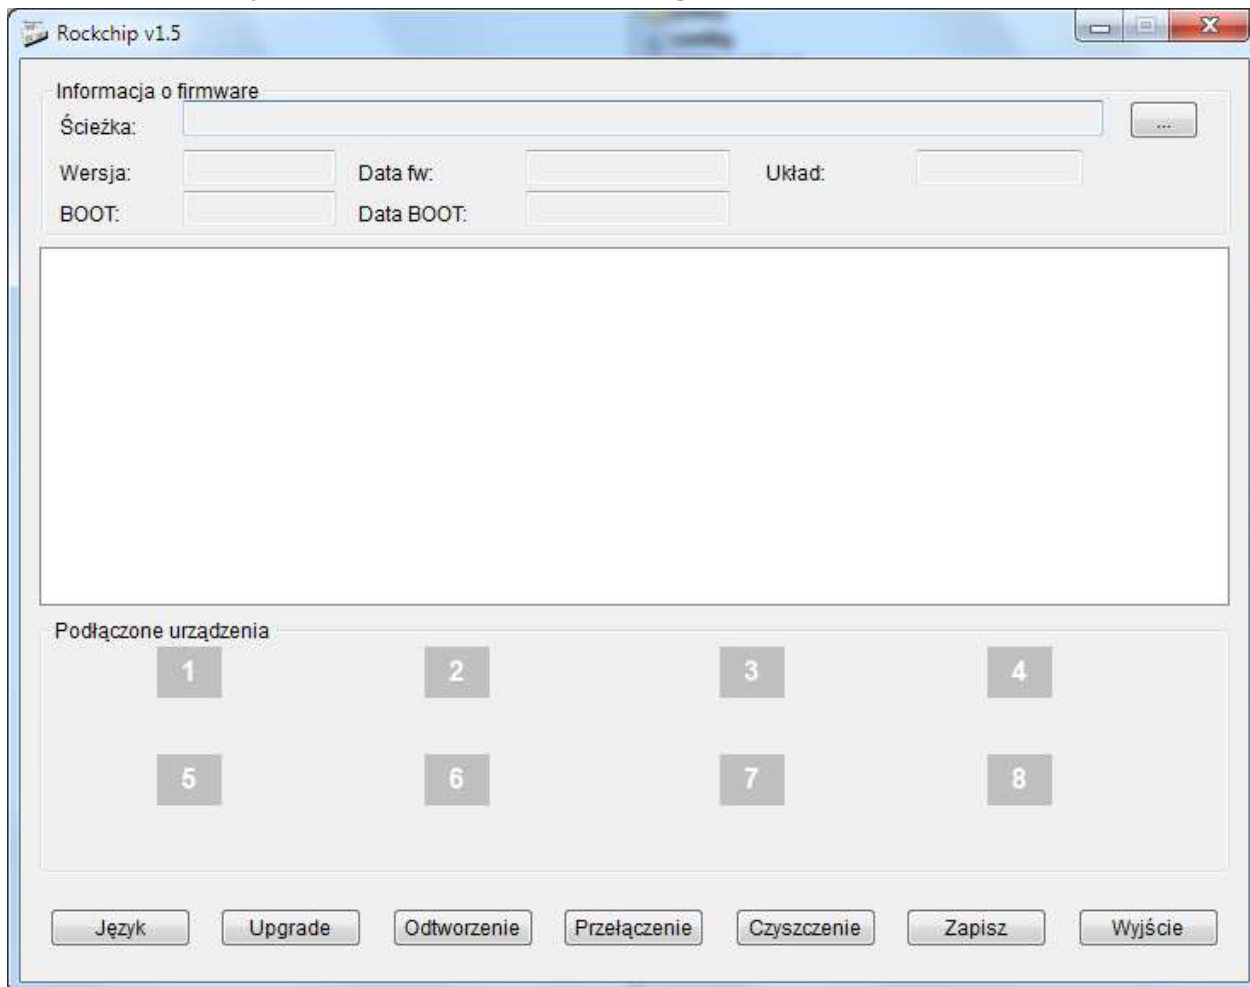 Rockchip v1.5
Informacja o firmware
Ścieżka: ...
Wersja: Data fw: Układ:
BOOT: Data BOOT:
Podłączone urządzenia
1 2 3 4
5 6 7 8
Język Upgrade Odtworzenie Przełączenie Czyszczenie Zapisz Wyjście